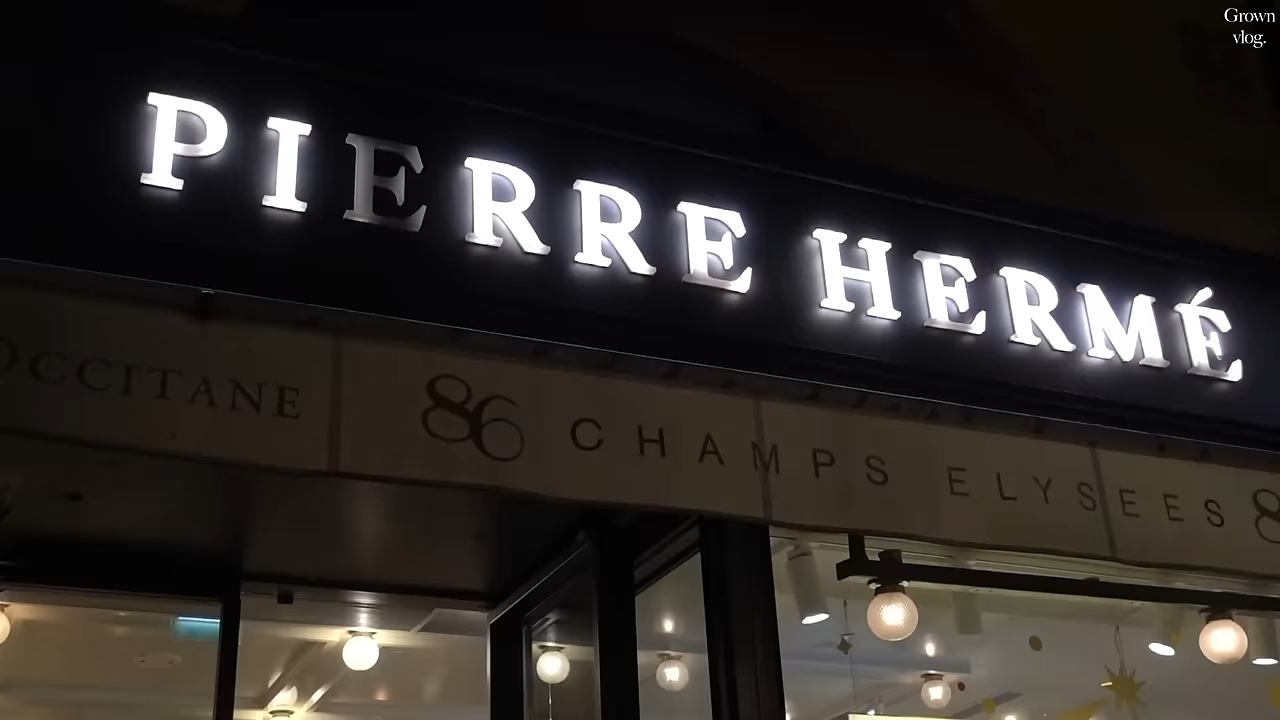 Grown
vlog.
PIERRE HERMÉ
OCCITANE
86 CHAMPS ELYSEES 8